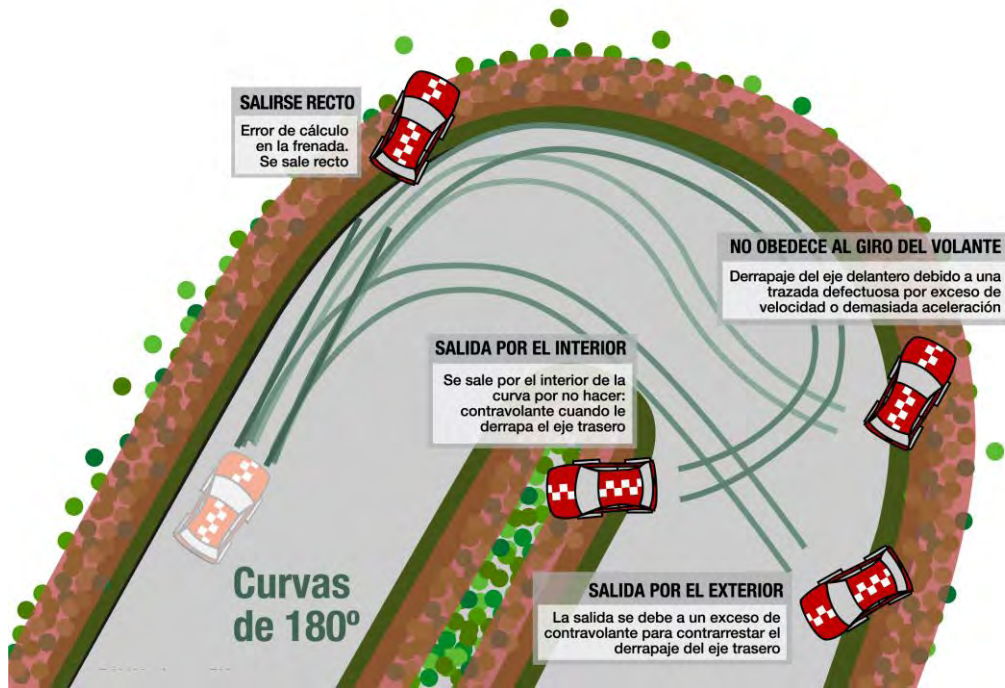 SALIRSE RECTO
Error de cálculo
en la frenada.
Se sale recto
NO OBEDECE AL GIRO DEL VOLANTE
Derrapaje del eje delantero debido a una
trazada defectuosa por exceso de
velocidad o demasiada aceleración
SALIDA POR EL INTERIOR
Se sale por el interior de la
curva por no hacer:
contravolante cuando le
derrapa el eje trasero
Curvas
de 180º
SALIDA POR EL EXTERIOR
La salida se debe a un exceso de
contravolante para contrarrestar el
derrapaje del eje trasero